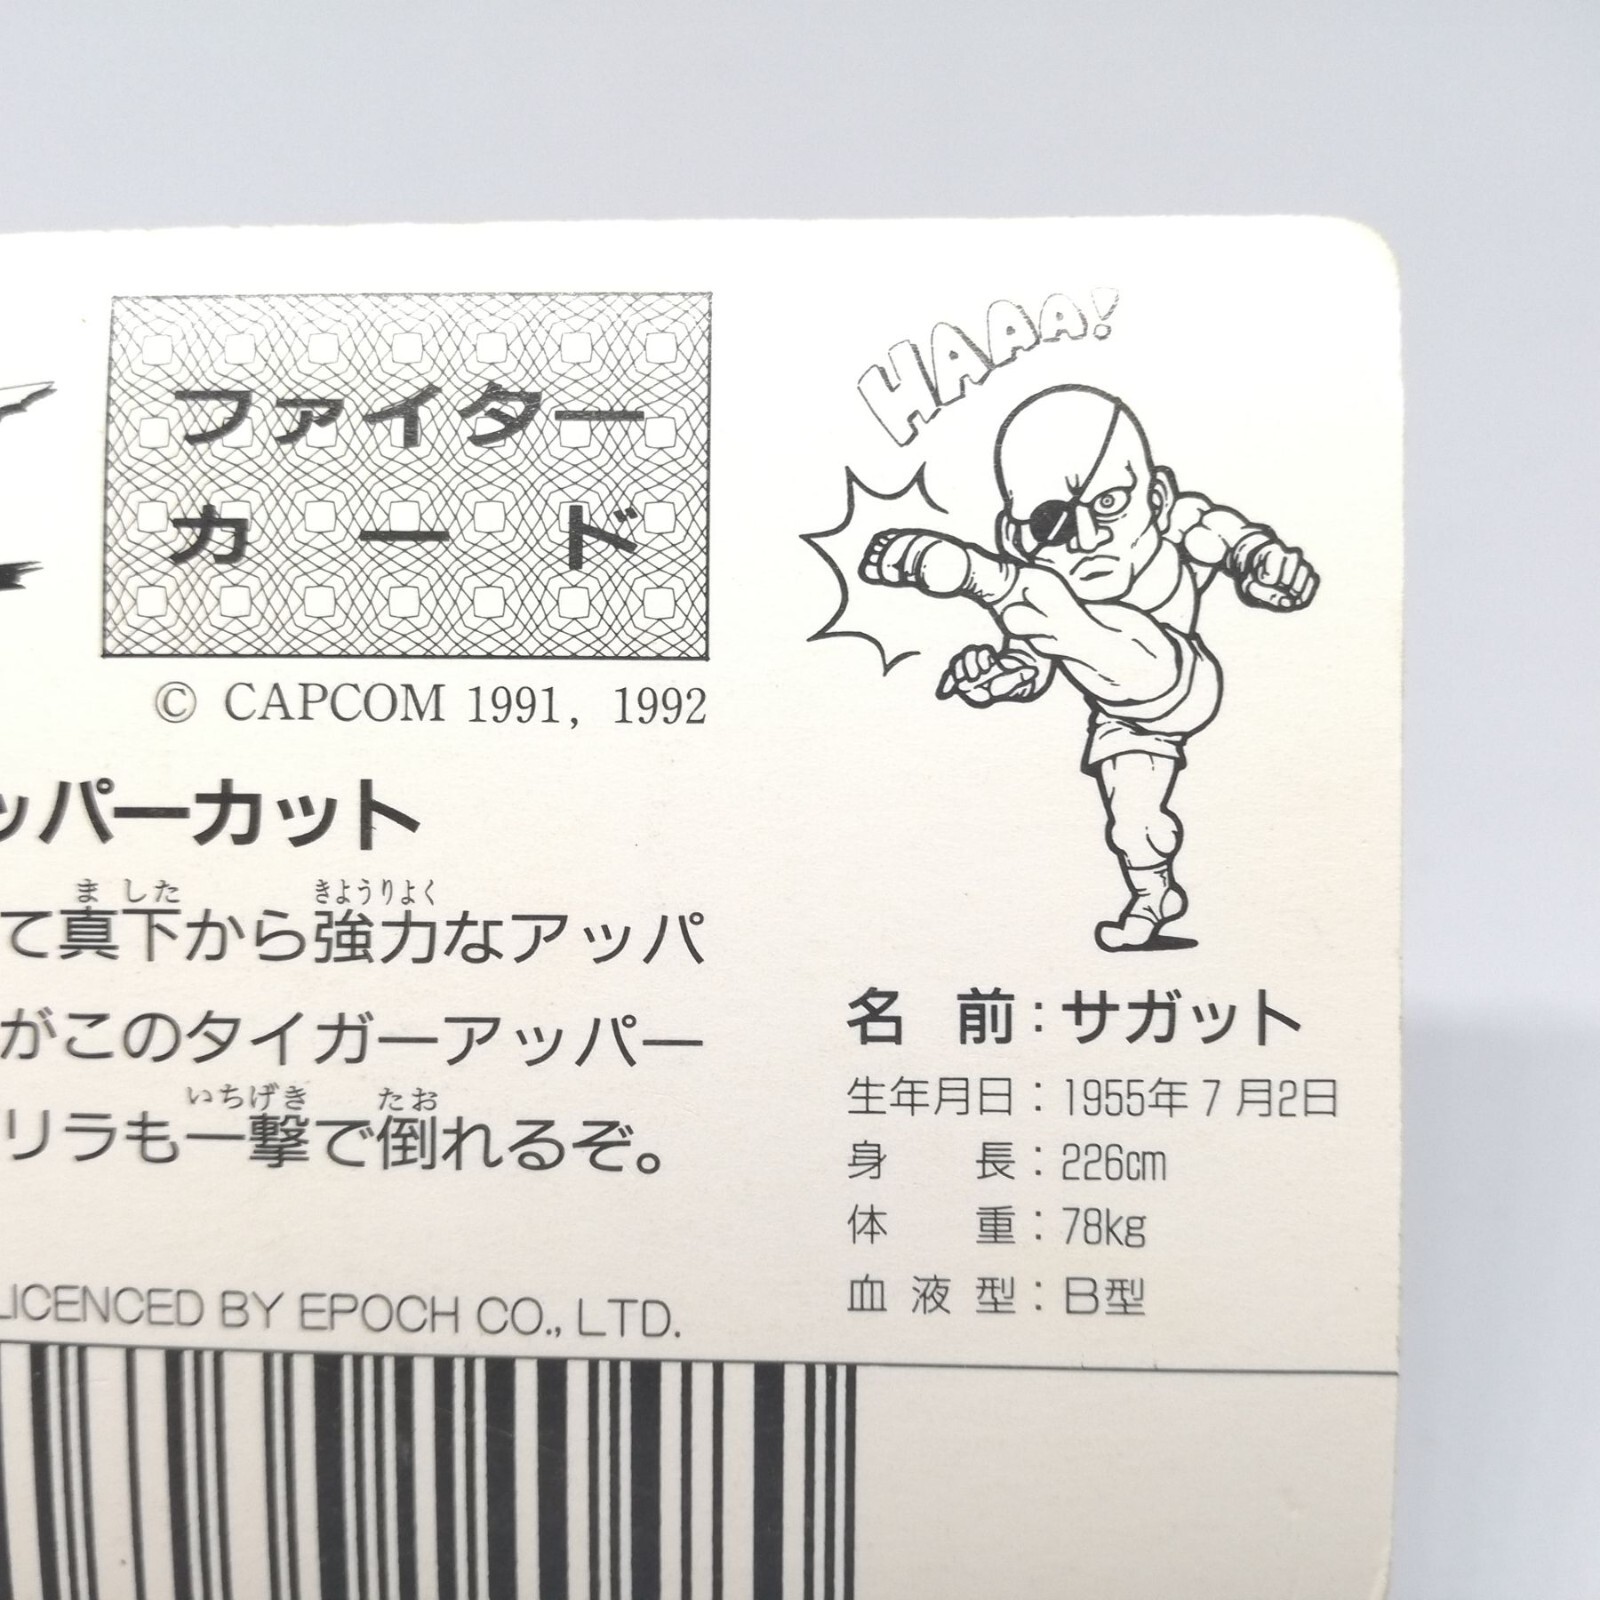 ファイター
カード
© CAPCOM 1991, 1992
HAAA!
ッパーカット
ました きょうりょく
て真下から強力なアッパ
がこのタイガーアッパー
いちげき たお
リラも一撃で倒れるぞ。
LICENCED BY EPOCH CO., LTD.
名前：サガット
生年月日：1955年7月2日
身長：226cm
体重：78kg
血液型：B型